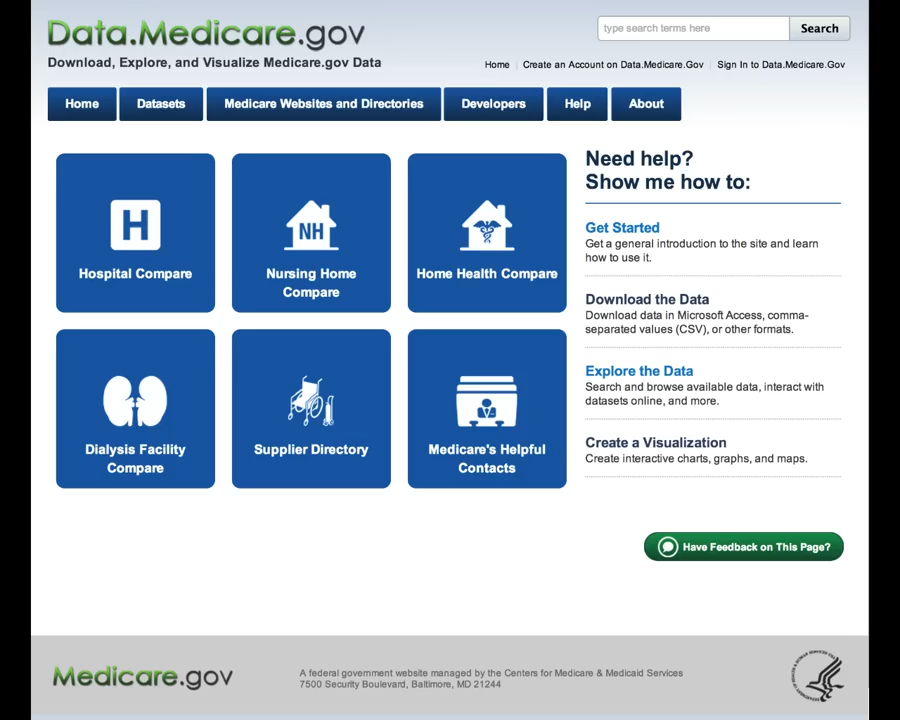 Data.Medicare.gov
type search terms here
Search
Download, Explore, and Visualize Medicare.gov Data
Home
Create an Account on Data.Medicare.Gov
Sign In to Data.Medicare.Gov
Home
Datasets
Medicare Websites and Directories
Developers
Help
About
H
Hospital Compare
NH
Nursing Home
Compare
Home Health Compare
Dialysis Facility
Compare
Supplier Directory
Medicare's Helpful
Contacts
Need help?
Show me how to:
Get Started
Get a general introduction to the site and learn
how to use it.
Download the Data
Download data in Microsoft Access, comma-
separated values (CSV), or other formats.
Explore the Data
Search and browse available data, interact with
datasets online, and more.
Create a Visualization
Create interactive charts, graphs, and maps.
Have Feedback on This Page?
Medicare.gov
A federal government website managed by the Centers for Medicare & Medicaid Services
7500 Security Boulevard, Baltimore, MD 21244